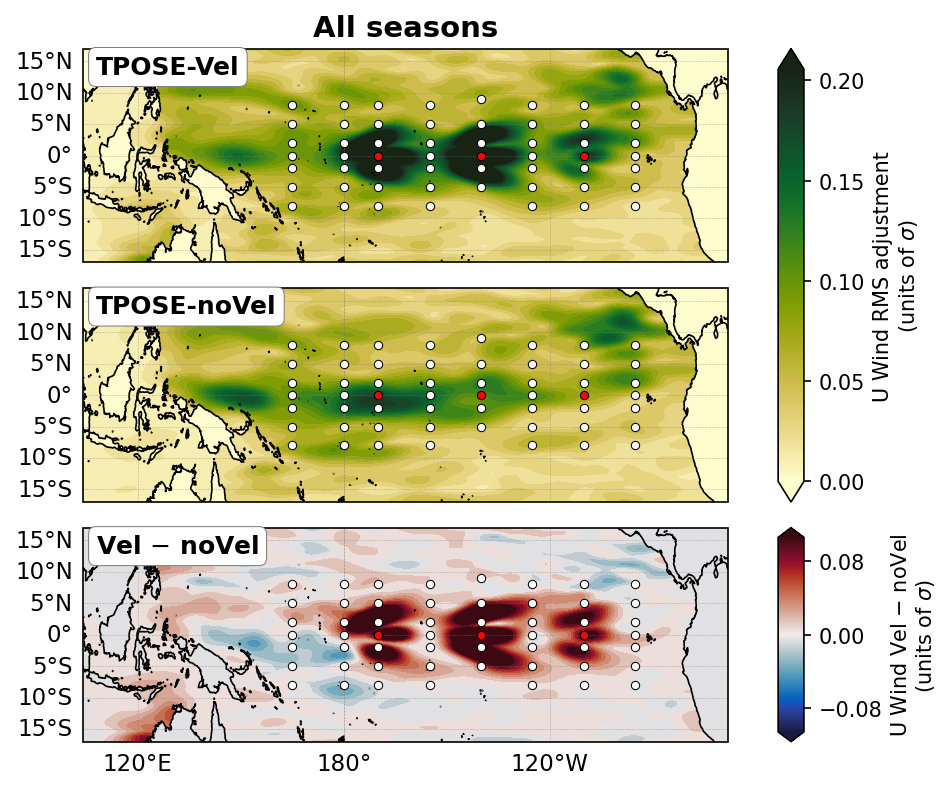 All seasons
TPOSE-Vel
15°N
10°N
5°N
0°
5°S
10°S
15°S
TPOSE-noVel
15°N
10°N
5°N
0°
5°S
10°S
15°S
0.20
0.15
0.10
0.05
0.00
U Wind RMS adjustment
(units of σ)
Vel − noVel
15°N
10°N
5°N
0°
5°S
10°S
15°S
120°E
180°
120°W
0.08
0.00
−0.08
U Wind Vel − noVel
(units of σ)